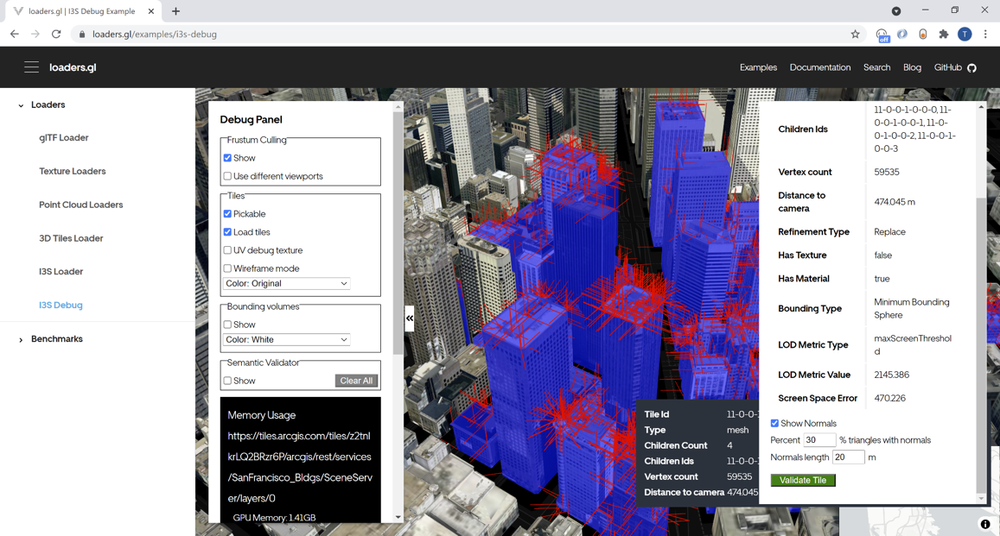 loaders.gl | I3S Debug Example
loaders.gl/examples/i3s-debug
off
T
loaders.gl
Examples
Documentation
Search
Blog
GitHub
Loaders
glTF Loader
Texture Loaders
Point Cloud Loaders
3D Tiles Loader
I3S Loader
I3S Debug
Benchmarks
Debug Panel
Frustum Culling
Show
Use different viewports
Tiles
Pickable
Load tiles
UV debug texture
Wireframe mode
Color: Original
Bounding volumes
Show
Color: White
Semantic Validator
Show
Clear All
Memory Usage
https://tiles.arcgis.com/tiles/z2tnl
krLQ2BRzr6P/arcgis/rest/services
/SanFrancisco_Bldgs/SceneServ
er/layers/0
GPU Memory: 1.41GB
«
Tile Id 11-0-0-
Type mesh
Children Count 4
Children Ids 11-0-0-
Vertex count 59535
Distance to camera 474.045
Children Ids
11-0-0-1-0-0-0, 11-
0-0-1-0-0-1, 11-0-
0-1-0-0-2, 11-0-0-1-
0-0-3
Vertex count 59535
Distance to
camera
474.045 m
Refinement Type Replace
Has Texture false
Has Material true
Bounding Type
Minimum Bounding
Sphere
LOD Metric Type
maxScreenThreshol
d
LOD Metric Value 2145.386
Screen Space Error 470.226
Show Normals
Percent 30 % triangles with normals
Normals length 20 m
Validate Tile